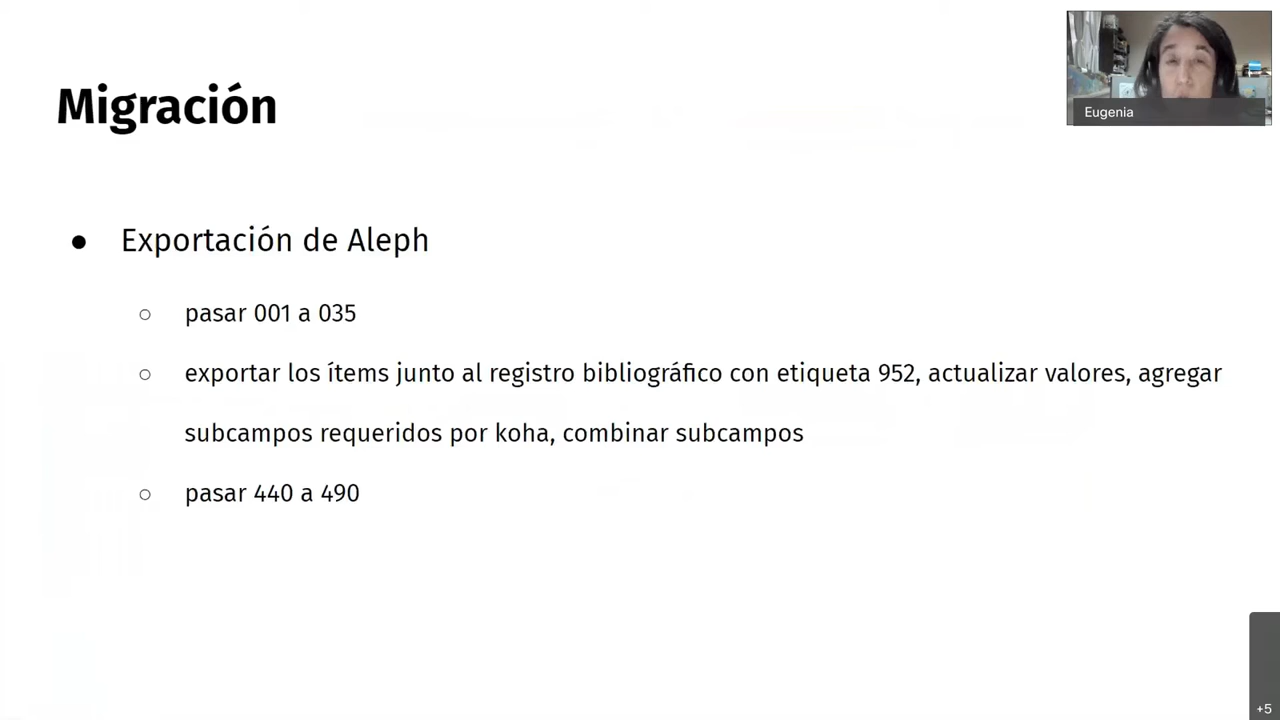 Migración
Eugenia
● Exportación de Aleph
○ pasar 001 a 035
○ exportar los ítems junto al registro bibliográfico con etiqueta 952, actualizar valores, agregar
subcampos requeridos por koha, combinar subcampos
○ pasar 440 a 490
+5